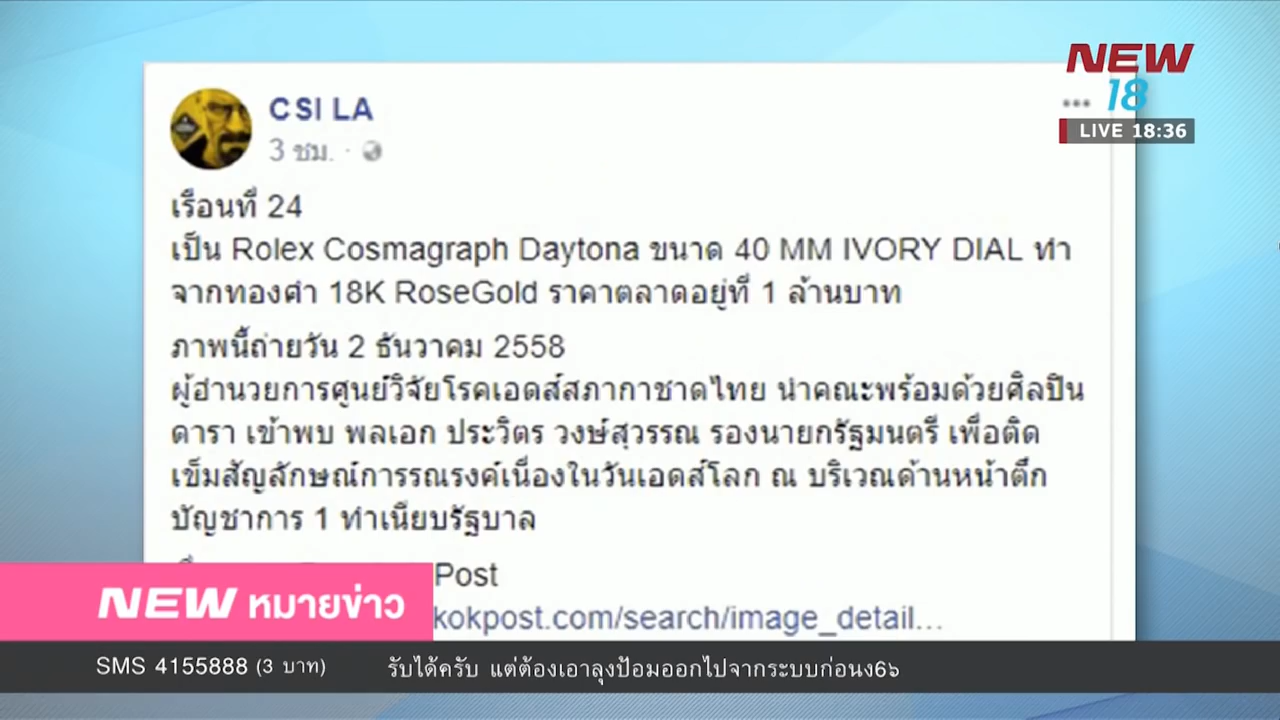 NEW
18
LIVE 18:36
CSI LA
3 ชม. ·
เรือนที่ 24
เป็น Rolex Cosmagraph Daytona ขนาด 40 MM IVORY DIAL ทำ
จากทองคำ 18K RoseGold ราคาตลาดอยู่ที่ 1 ล้านบาท
ภาพนี้ถ่ายวัน 2 ธันวาคม 2558
ผู้อำนวยการศูนย์วิจัยโรคเอดส์สภากาชาดไทย นำคณะพร้อมด้วยศิลปิน
ดารา เข้าพบ พลเอก ประวิตร วงษ์สุวรรณ รองนายกรัฐมนตรี เพื่อติด
เข็มสัญลักษณ์การรณรงค์เนื่องในวันเอดส์โลก ณ บริเวณด้านหน้าตึก
บัญชาการ 1 ทำเนียบรัฐบาล
Post
kokpost.com/search/image_detail...
NEW หมายข่าว
SMS 4155888 (3 บาท) รับได้ครับ แต่ต้องเอาลุงป้อมออกไปจากระบบก่อนง๖๖